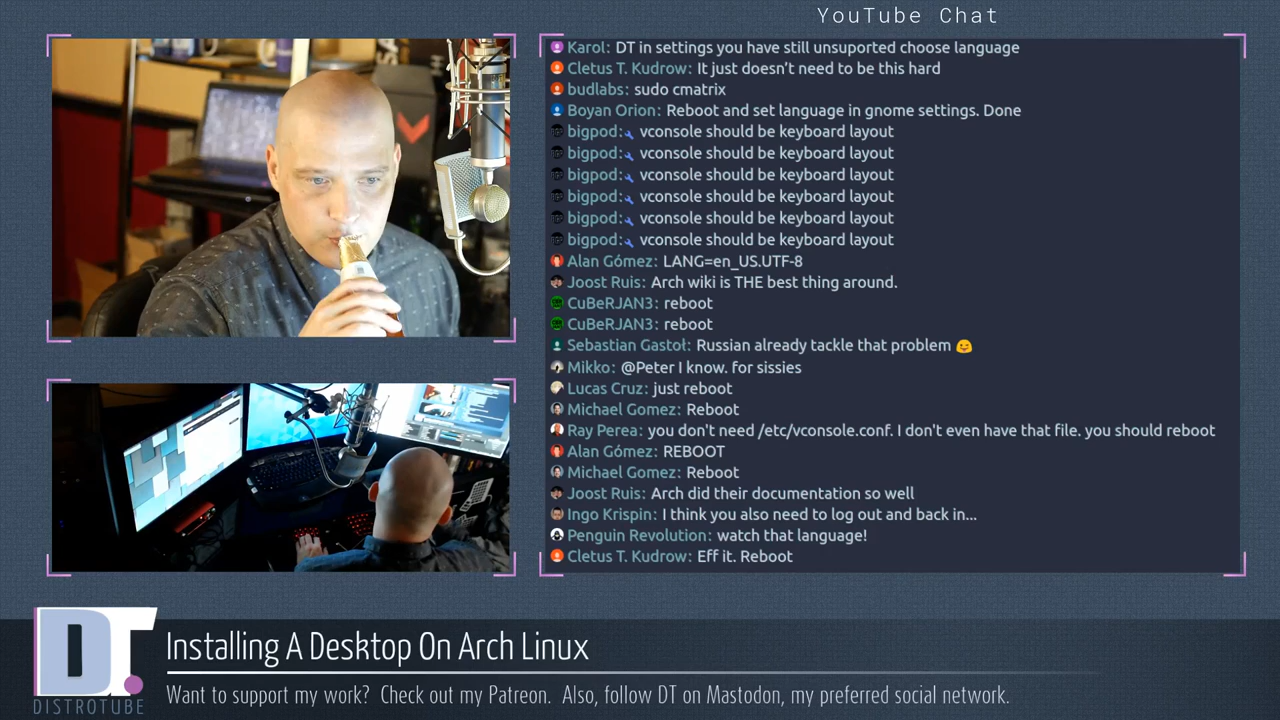 YouTube Chat
Karol: DT in settings you have still unsuported choose language
Cletus T. Kudrow: It just doesn't need to be this hard
budlabs: sudo cmatrix
Boyan Orion: Reboot and set language in gnome settings. Done
bigpod: vconsole should be keyboard layout
bigpod: vconsole should be keyboard layout
bigpod: vconsole should be keyboard layout
bigpod: vconsole should be keyboard layout
bigpod: vconsole should be keyboard layout
bigpod: vconsole should be keyboard layout
Alan Gómez: LANG=en_US.UTF-8
Joost Ruis: Arch wiki is THE best thing around.
CuBeRJAN3: reboot
CuBeRJAN3: reboot
Sebastian Gastoł: Russian already tackle that problem 😀
Mikko: @Peter I know. for sissies
Lucas Cruz: just reboot
Michael Gomez: Reboot
Ray Perea: you don't need /etc/vconsole.conf. I don't even have that file. you should reboot
Alan Gómez: REBOOT
Michael Gomez: Reboot
Joost Ruis: Arch did their documentation so well
Ingo Krispin: I think you also need to log out and back in...
Penguin Revolution: watch that language!
Cletus T. Kudrow: Eff it. Reboot
DT
DISTROTUBE
Installing A Desktop On Arch Linux
Want to support my work? Check out my Patreon. Also, follow DT on Mastodon, my preferred social network.